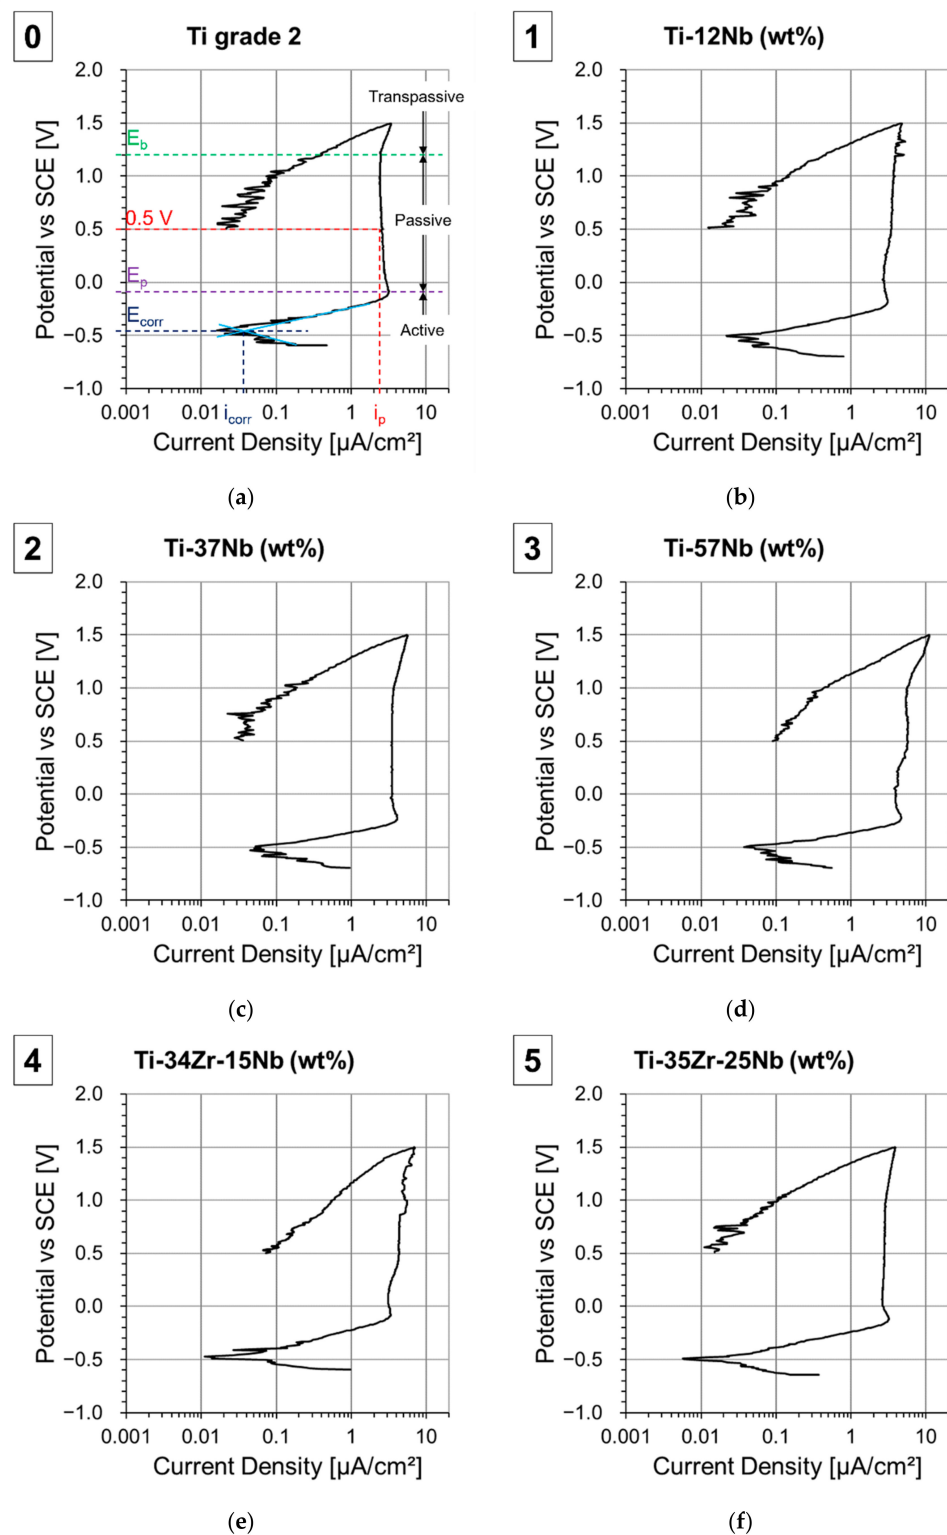 0
Ti grade 2
Potential vs SCE [V]
2.0
1.5
1.0
0.5
0.0
−0.5
−1.0
Transpassive
Passive
Active
E_b
0.5 V
E_p
E_corr
0.001 0.01 0.1 1 10
i_corr i_p
Current Density [µA/cm²]
(a)
1
Ti-12Nb (wt%)
Potential vs SCE [V]
2.0
1.5
1.0
0.5
0.0
−0.5
−1.0
0.001 0.01 0.1 1 10
Current Density [µA/cm²]
(b)
2
Ti-37Nb (wt%)
Potential vs SCE [V]
2.0
1.5
1.0
0.5
0.0
−0.5
−1.0
0.001 0.01 0.1 1 10
Current Density [µA/cm²]
(c)
3
Ti-57Nb (wt%)
Potential vs SCE [V]
2.0
1.5
1.0
0.5
0.0
−0.5
−1.0
0.001 0.01 0.1 1 10
Current Density [µA/cm²]
(d)
4
Ti-34Zr-15Nb (wt%)
Potential vs SCE [V]
2.0
1.5
1.0
0.5
0.0
−0.5
−1.0
0.001 0.01 0.1 1 10
Current Density [µA/cm²]
(e)
5
Ti-35Zr-25Nb (wt%)
Potential vs SCE [V]
2.0
1.5
1.0
0.5
0.0
−0.5
−1.0
0.001 0.01 0.1 1 10
Current Density [µA/cm²]
(f)